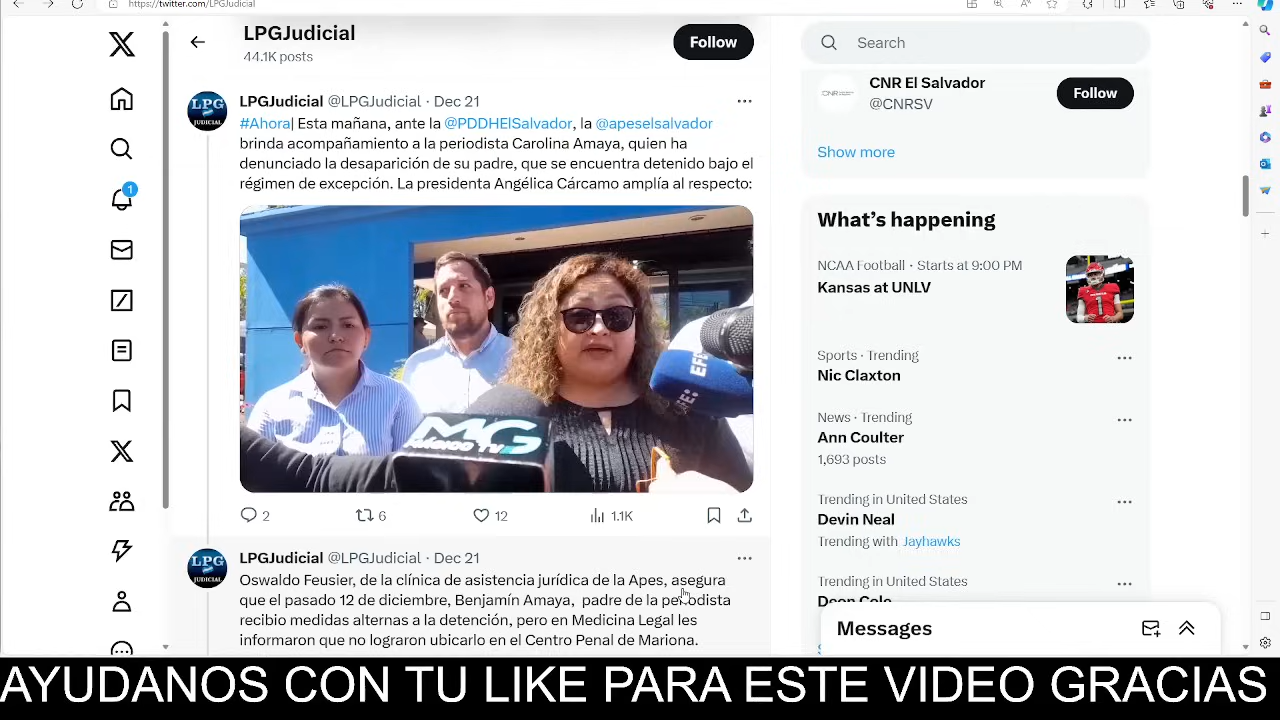 https://twitter.com/LPGJudicial
LPGJudicial
44.1K posts
Follow
LPGJudicial @LPGJudicial · Dec 21
#Ahora| Esta mañana, ante la @PDDHElSalvador, la @apeselsalvador
brinda acompañamiento a la periodista Carolina Amaya, quien ha
denunciado la desaparición de su padre, que se encuentra detenido bajo el
régimen de excepción. La presidenta Angélica Cárcamo amplía al respecto:
LPG
JUDICIAL
EFE:
MG
2
6
12
1.1K
LPGJudicial @LPGJudicial · Dec 21
Oswaldo Feusier, de la clínica de asistencia jurídica de la Apes, asegura
que el pasado 12 de diciembre, Benjamín Amaya, padre de la periodista
recibio medidas alternas a la detención, pero en Medicina Legal les
informaron que no lograron ubicarlo en el Centro Penal de Mariona.
LPG
JUDICIAL
1
Search
CNR
CNR El Salvador
@CNRSV
Follow
Show more
What's happening
NCAA Football · Starts at 9:00 PM
Kansas at UNLV
Sports · Trending
Nic Claxton
News · Trending
Ann Coulter
1,693 posts
Trending in United States
Devin Neal
Trending with Jayhawks
Trending in United States
Messages
AYUDANOS CON TU LIKE PARA ESTE VIDEO GRACIAS